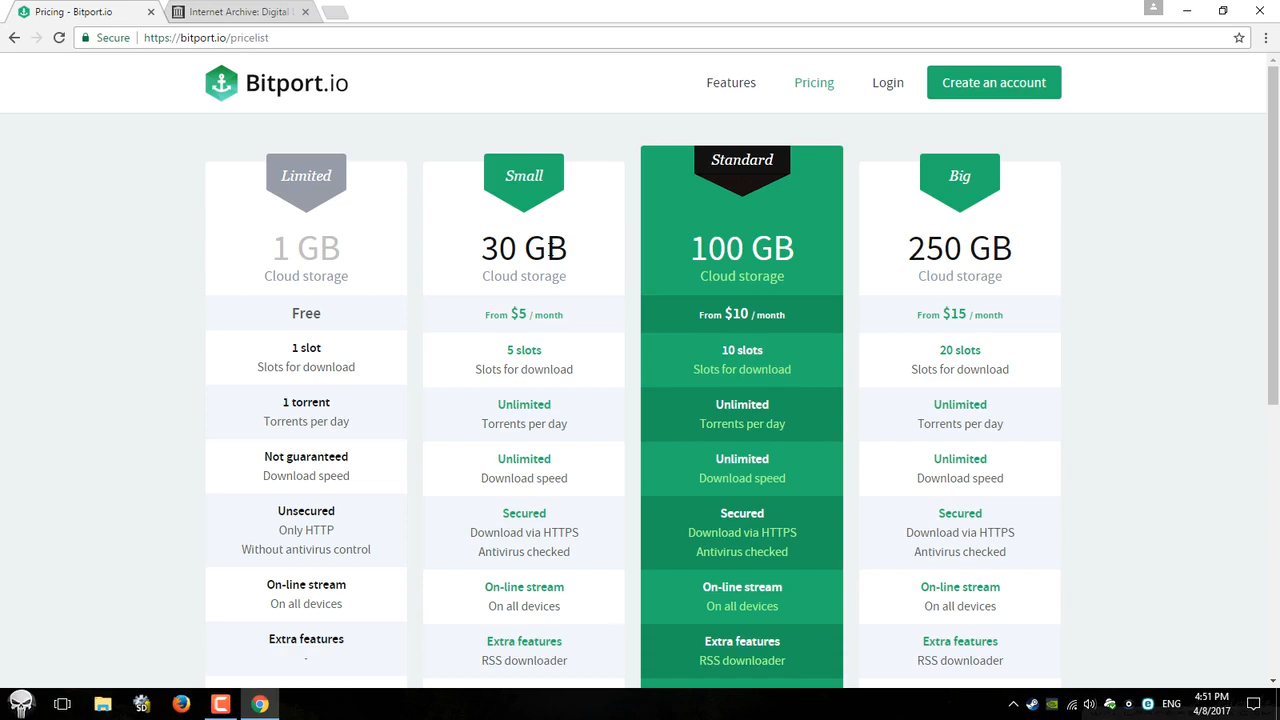 Pricing - Bitport.io
Internet Archive: Digital
Secure
https://bitport.io/pricelist
Bitport.io
Features
Pricing
Login
Create an account
Limited
1 GB
Cloud storage
Free
1 slot
Slots for download
1 torrent
Torrents per day
Not guaranteed
Download speed
Unsecured
Only HTTP
Without antivirus control
On-line stream
On all devices
Extra features
-
Small
30 GB
Cloud storage
From $5 / month
5 slots
Slots for download
Unlimited
Torrents per day
Unlimited
Download speed
Secured
Download via HTTPS
Antivirus checked
On-line stream
On all devices
Extra features
RSS downloader
Standard
100 GB
Cloud storage
From $10 / month
10 slots
Slots for download
Unlimited
Torrents per day
Unlimited
Download speed
Secured
Download via HTTPS
Antivirus checked
On-line stream
On all devices
Extra features
RSS downloader
Big
250 GB
Cloud storage
From $15 / month
20 slots
Slots for download
Unlimited
Torrents per day
Unlimited
Download speed
Secured
Download via HTTPS
Antivirus checked
On-line stream
On all devices
Extra features
RSS downloader
ENG
4:51 PM
4/8/2017